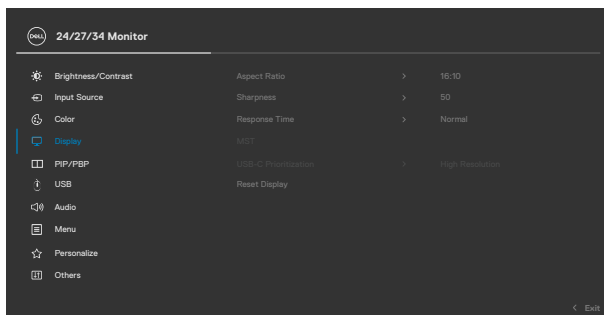 DELL 24/27/34 Monitor
Brightness/Contrast Aspect Ratio > 16:10
Input Source Sharpness > 50
Color Response Time > Normal
Display MST
PIP/PBP USB-C Prioritization > High Resolution
USB Reset Display
Audio
Menu
Personalize
Others
< Exit